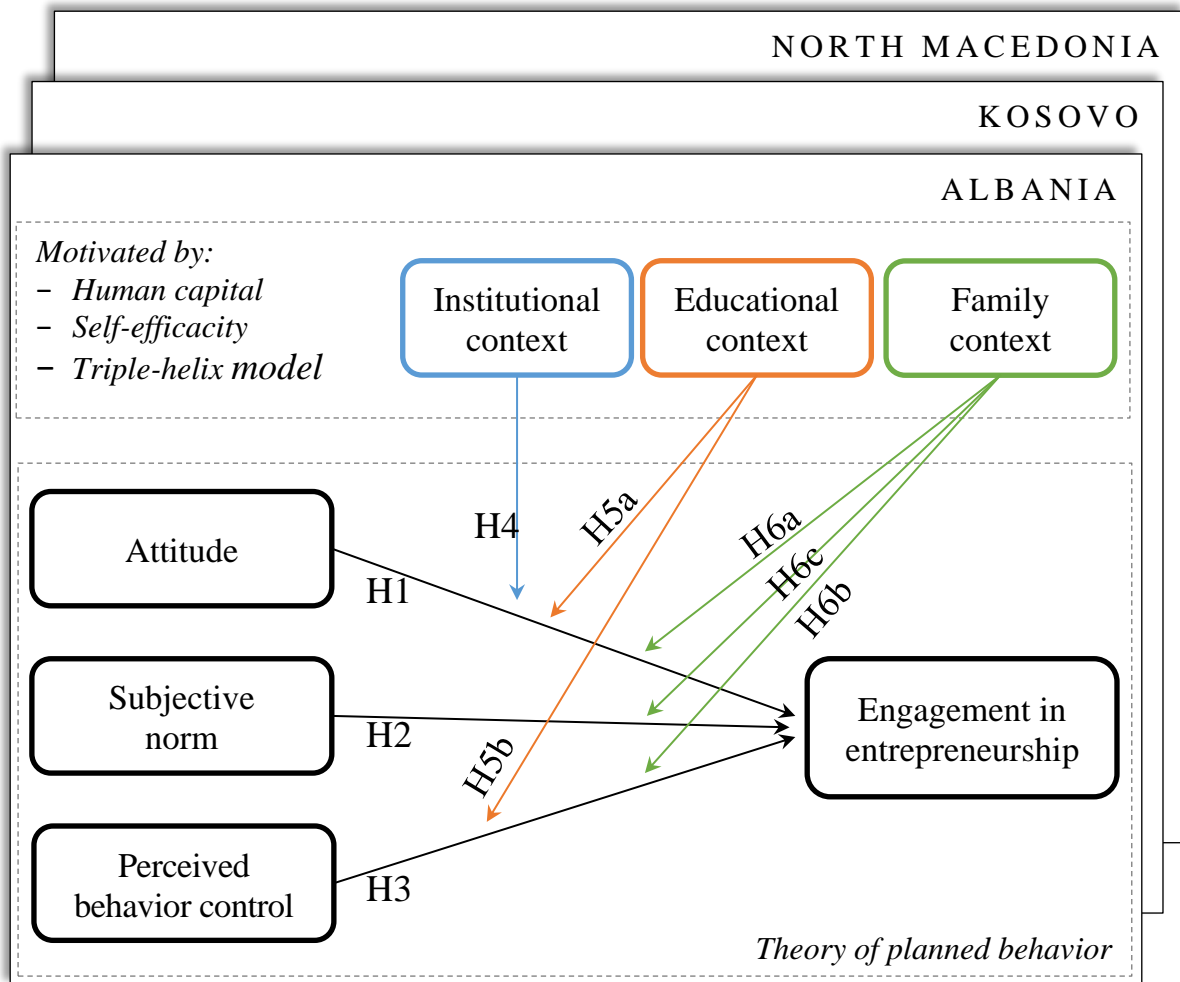 NORTH MACEDONIA
KOSOVO
ALBANIA
Motivated by:
– Human capital
– Self-efficacity
– Triple-helix model
Institutional
context
Educational
context
Family
context
Attitude
Subjective
norm
Perceived
behavior control
Engagement in
entrepreneurship
H1
H2
H3
H4
H5a
H5b
H6a
H6c
H6b
Theory of planned behavior